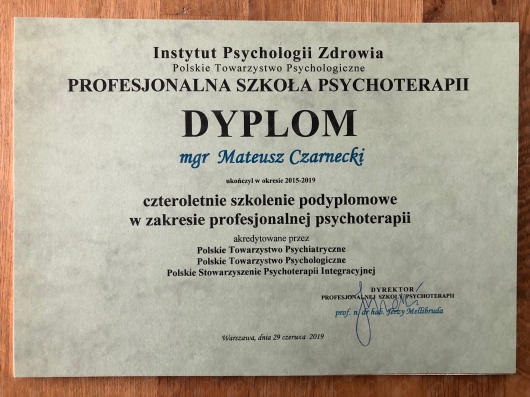 Instytut Psychologii Zdrowia
Polskie Towarzystwo Psychologiczne
PROFESJONALNA SZKOŁA PSYCHOTERAPII
DYPLOM
mgr Mateusz Czarnecki
ukończył w okresie 2015-2019
czteroletnie szkolenie podyplomowe
w zakresie profesjonalnej psychoterapii
akredytowane przez
Polskie Towarzystwo Psychiatryczne
Polskie Towarzystwo Psychologiczne
Polskie Stowarzyszenie Psychoterapii Integracyjnej
DYREKTOR
PROFESJONALNEJ SZKOŁY PSYCHOTERAPII
prof. n. dr hab. Jerzy Mellibruda
Warszawa, dnia 29 czerwca 2019